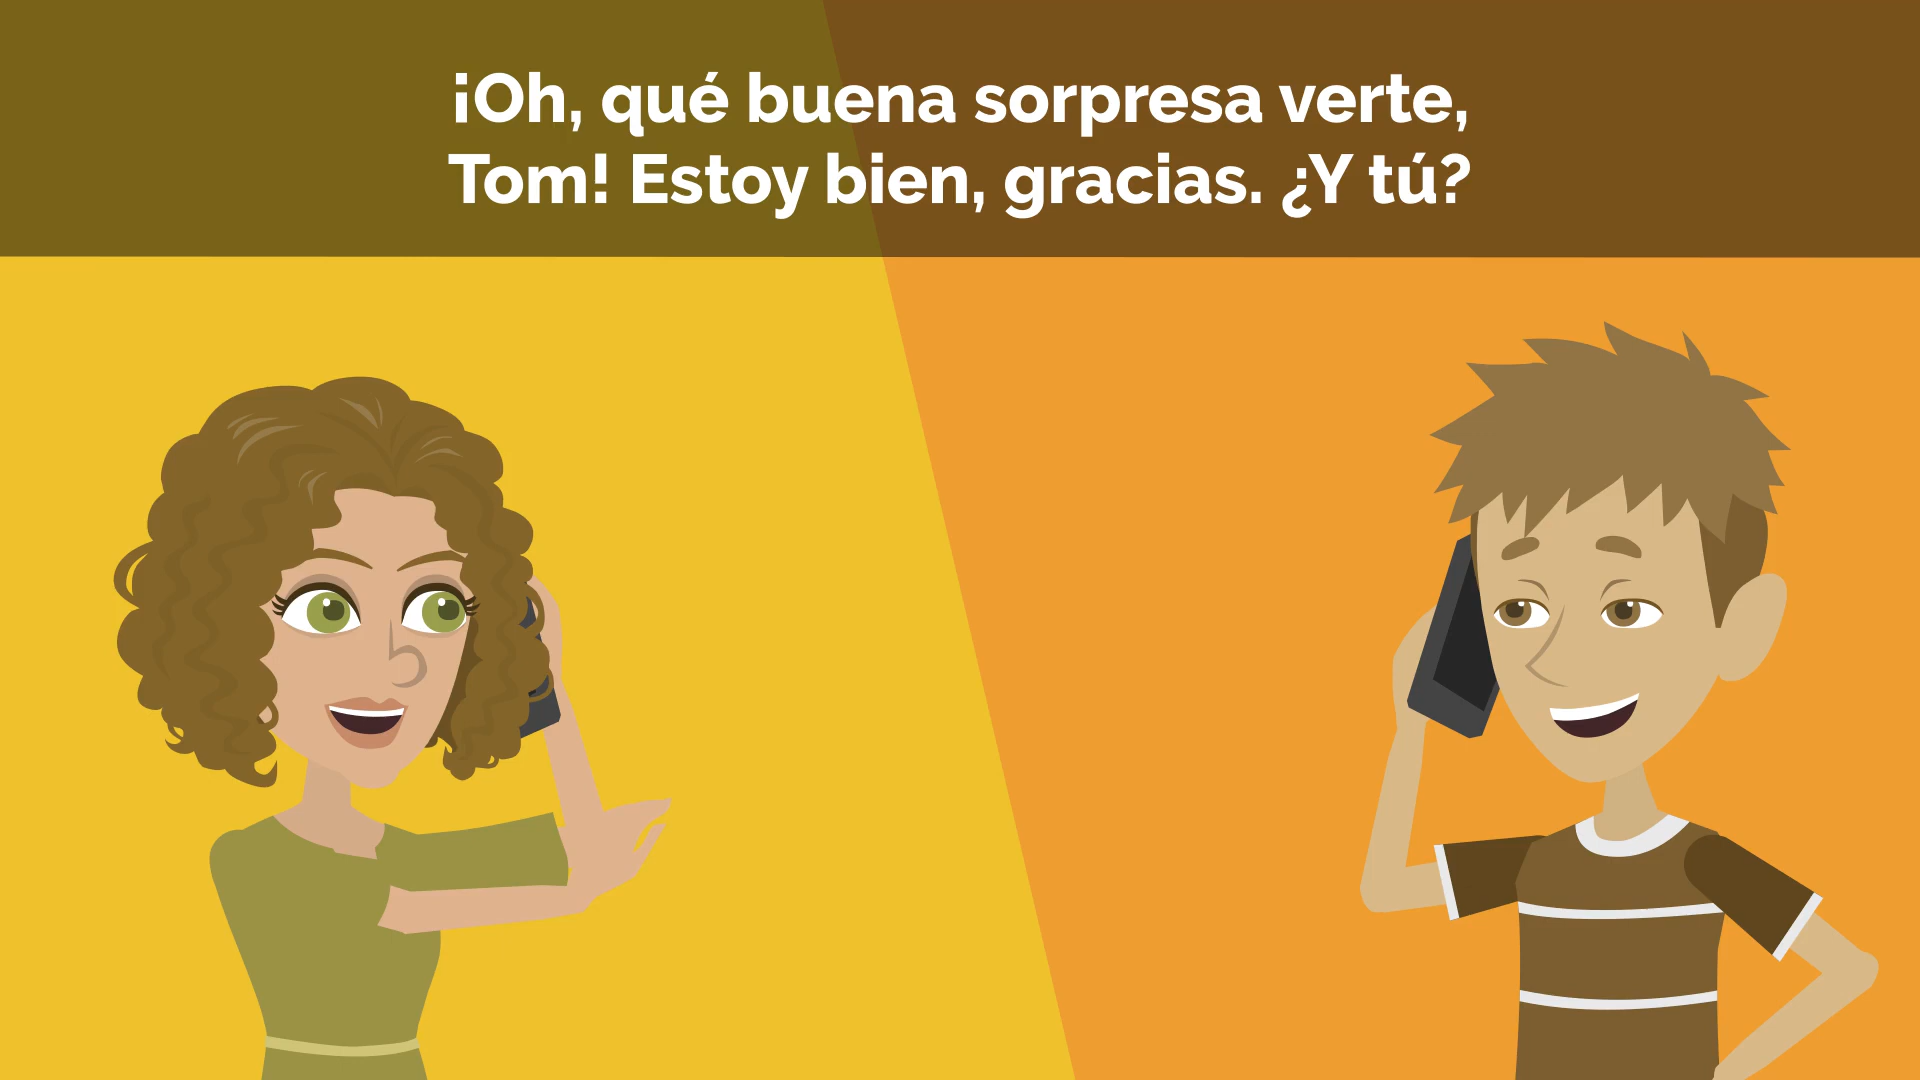 ¡Oh, qué buena sorpresa verte,
Tom! Estoy bien, gracias. ¿Y tú?